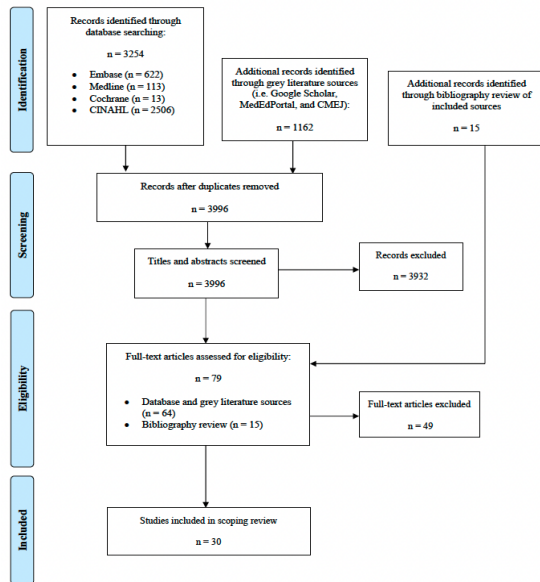 Identification
Records identified through
database searching:
n = 3254
• Embase (n = 622)
• Medline (n = 113)
• Cochrane (n = 13)
• CINAHL (n = 2506)
Additional records identified
through grey literature sources
(i.e. Google Scholar,
MedEdPortal, and CMEJ):
n = 1162
Additional records identified
through bibliography review of
included sources
n = 15
Screening
Records after duplicates removed
n = 3996
Titles and abstracts screened
n = 3996
Records excluded
n = 3932
Eligibility
Full-text articles assessed for eligibility:
n = 79
• Database and grey literature sources
(n = 64)
• Bibliography review (n = 15)
Full-text articles excluded
n = 49
Included
Studies included in scoping review
n = 30